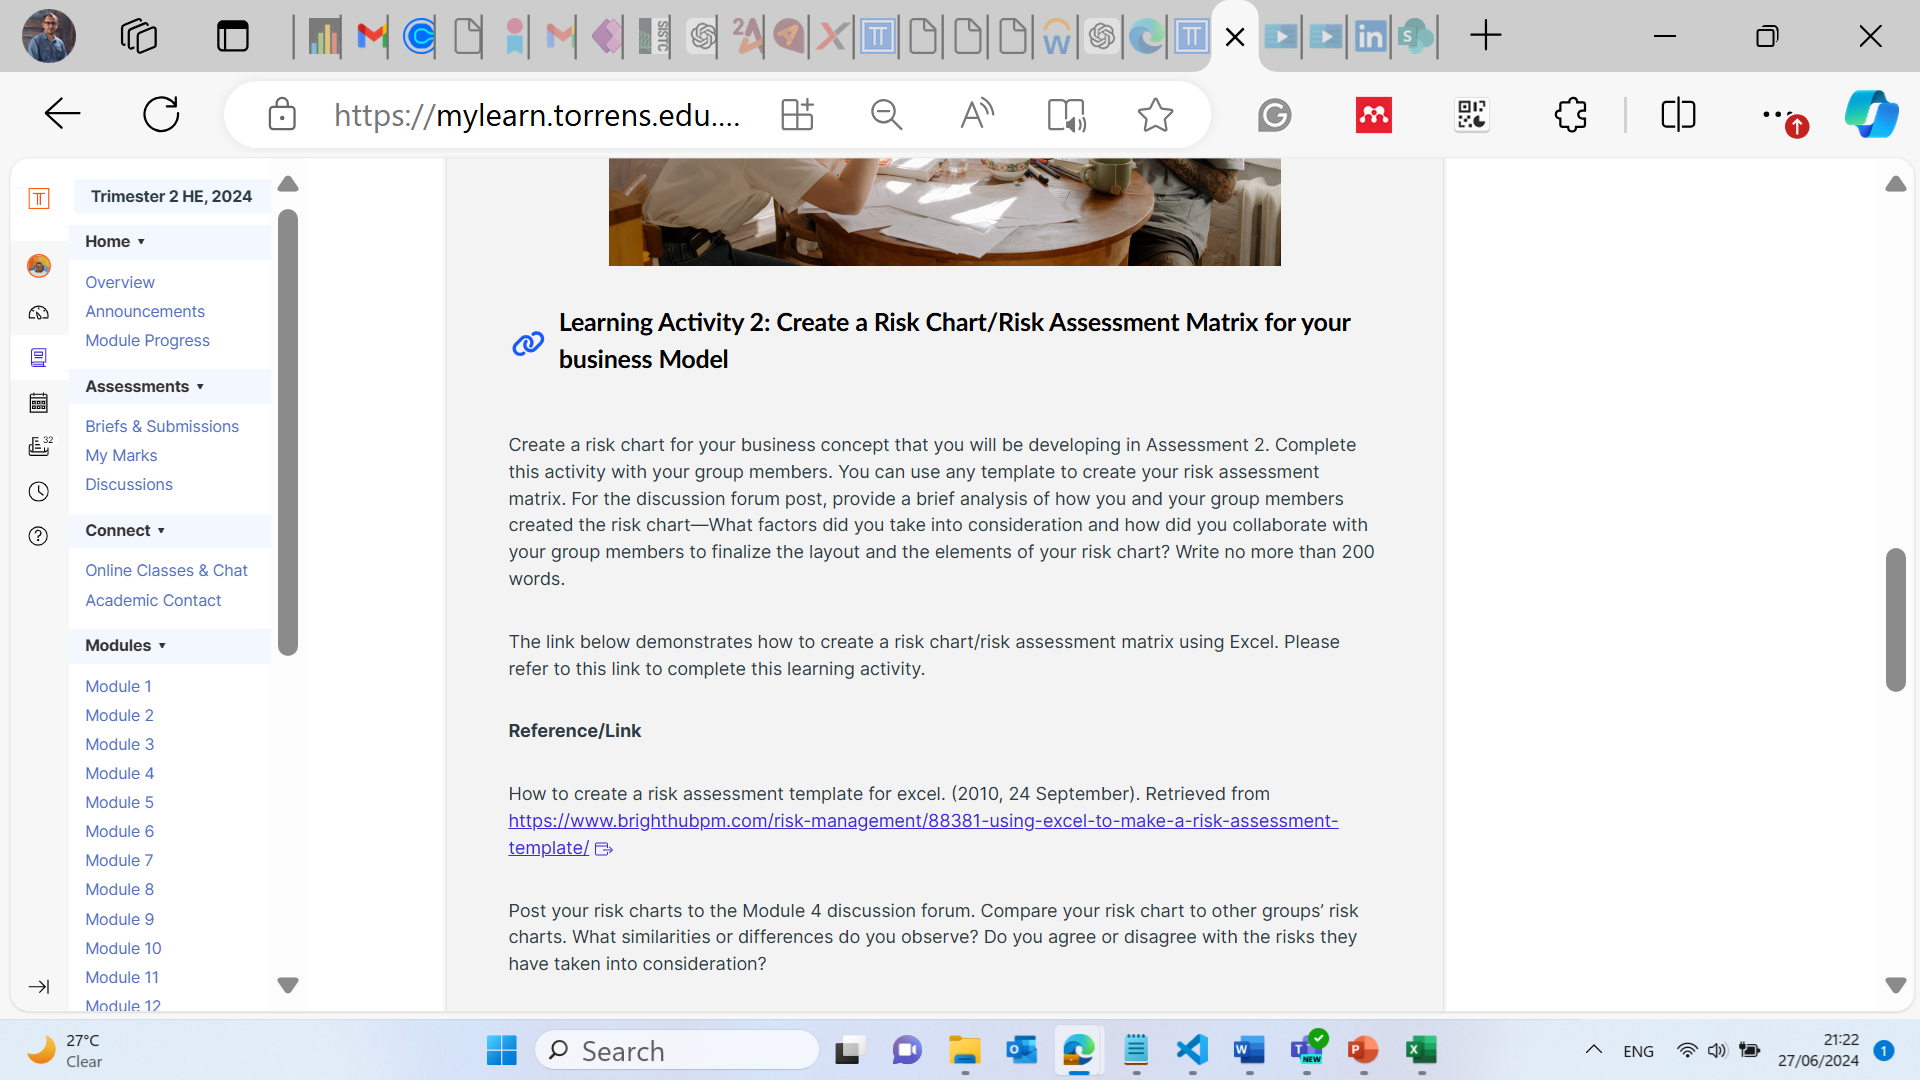 https://mylearn.torrens.edu....
Trimester 2 HE, 2024
Home
Overview
Announcements
Module Progress
Assessments
Briefs & Submissions
My Marks
Discussions
Connect
Online Classes & Chat
Academic Contact
Modules
Module 1
Module 2
Module 3
Module 4
Module 5
Module 6
Module 7
Module 8
Module 9
Module 10
Module 11
Module 12
32
Learning Activity 2: Create a Risk Chart/Risk Assessment Matrix for your
business Model
Create a risk chart for your business concept that you will be developing in Assessment 2. Complete
this activity with your group members. You can use any template to create your risk assessment
matrix. For the discussion forum post, provide a brief analysis of how you and your group members
created the risk chart—What factors did you take into consideration and how did you collaborate with
your group members to finalize the layout and the elements of your risk chart? Write no more than 200
words.
The link below demonstrates how to create a risk chart/risk assessment matrix using Excel. Please
refer to this link to complete this learning activity.
Reference/Link
How to create a risk assessment template for excel. (2010, 24 September). Retrieved from
https://www.brighthubpm.com/risk-management/88381-using-excel-to-make-a-risk-assessment-
template/
Post your risk charts to the Module 4 discussion forum. Compare your risk chart to other groups’ risk
charts. What similarities or differences do you observe? Do you agree or disagree with the risks they
have taken into consideration?
27°C
Clear
Search
NEW
ENG
21:22
27/06/2024
1